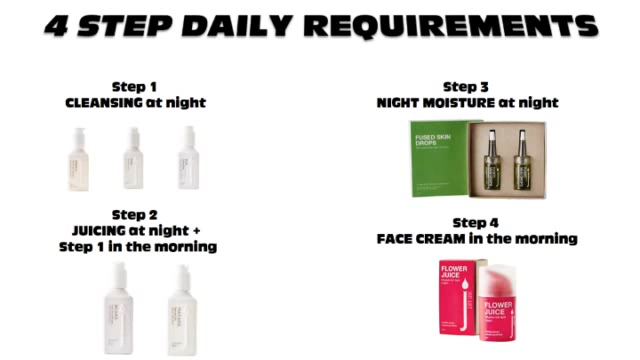 4 STEP DAILY REQUIREMENTS
Step 1
CLEANSING at night
Step 2
JUICING at night +
Step 1 in the morning
Step 3
NIGHT MOISTURE at night
FUSED SKIN
DROPS
Step 4
FACE CREAM in the morning
FLOWER
JUICE
FLOWER
JUICE